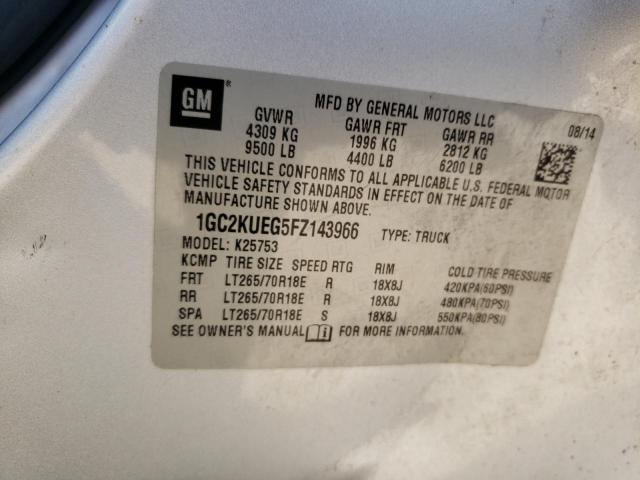 GM®
MFD BY GENERAL MOTORS LLC
08/14
GVWR GAWR FRT GAWR RR
4309 KG 1996 KG 2812 KG
9500 LB 4400 LB 6200 LB
THIS VEHICLE CONFORMS TO ALL APPLICABLE U.S. FEDERAL MOTOR
VEHICLE SAFETY STANDARDS IN EFFECT ON THE DATE OF
MANUFACTURE SHOWN ABOVE.
1GC2KUEG5FZ143966 TYPE: TRUCK
MODEL: K25753
KCMP TIRE SIZE SPEED RTG RIM COLD TIRE PRESSURE
FRT LT265/70R18E R 18X8J 420KPA(60PSI)
RR LT265/70R18E R 18X8J 480KPA(70PSI)
SPA LT265/70R18E S 18X8J 550KPA(80PSI)
SEE OWNER'S MANUAL FOR MORE INFORMATION.